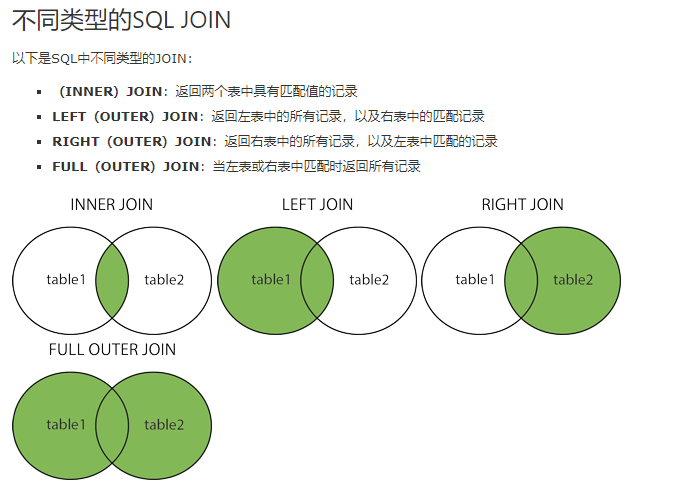 不同类型的SQL JOIN
以下是SQL中不同类型的JOIN：
（INNER）JOIN：返回两个表中具有匹配值的记录
LEFT（OUTER）JOIN：返回左表中的所有记录，以及右表中的匹配记录
RIGHT（OUTER）JOIN：返回右表中的所有记录，以及左表中匹配的记录
FULL（OUTER）JOIN：当左表或右表中匹配时返回所有记录
INNER JOIN
LEFT JOIN
RIGHT JOIN
table1
table2
table1
table2
table1
table2
FULL OUTER JOIN
table1
table2